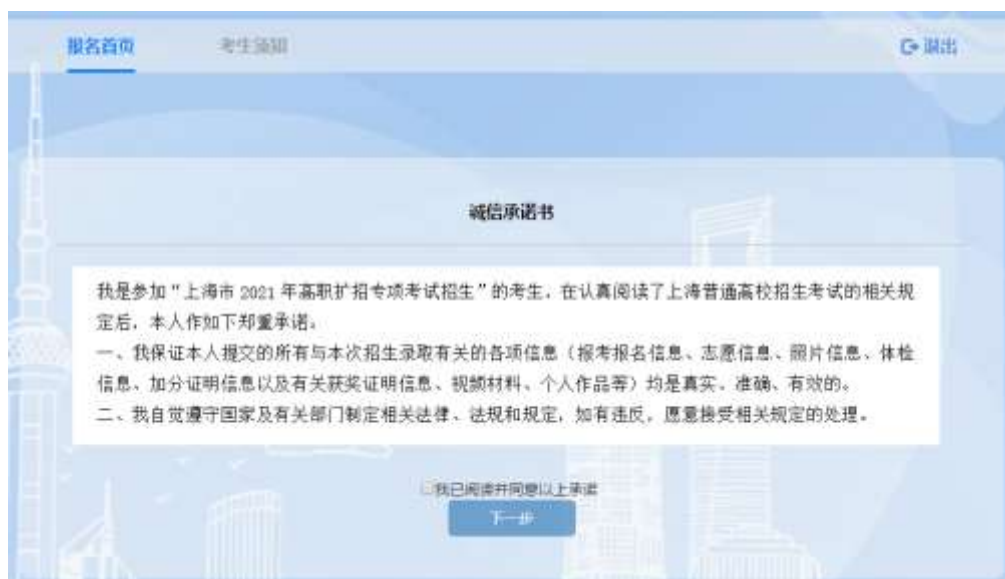 报名首页
考生须知
退出
诚信承诺书
我是参加“上海市 2021 年高职扩招专项考试招生”的考生，在认真阅读了上海普通高校招生考试的相关规
定后，本人作如下郑重承诺。
一、我保证本人提交的所有与本次招生录取有关的各项信息（报考报名信息、志愿信息、照片信息、体检
信息、加分证明信息以及有关获奖证明信息、视频材料、个人作品等）均是真实、准确、有效的。
二、我自觉遵守国家及有关部门制定相关法律、法规和规定，如有违反，愿意接受相关规定的处理。
我已阅读并同意以上承诺
下一步